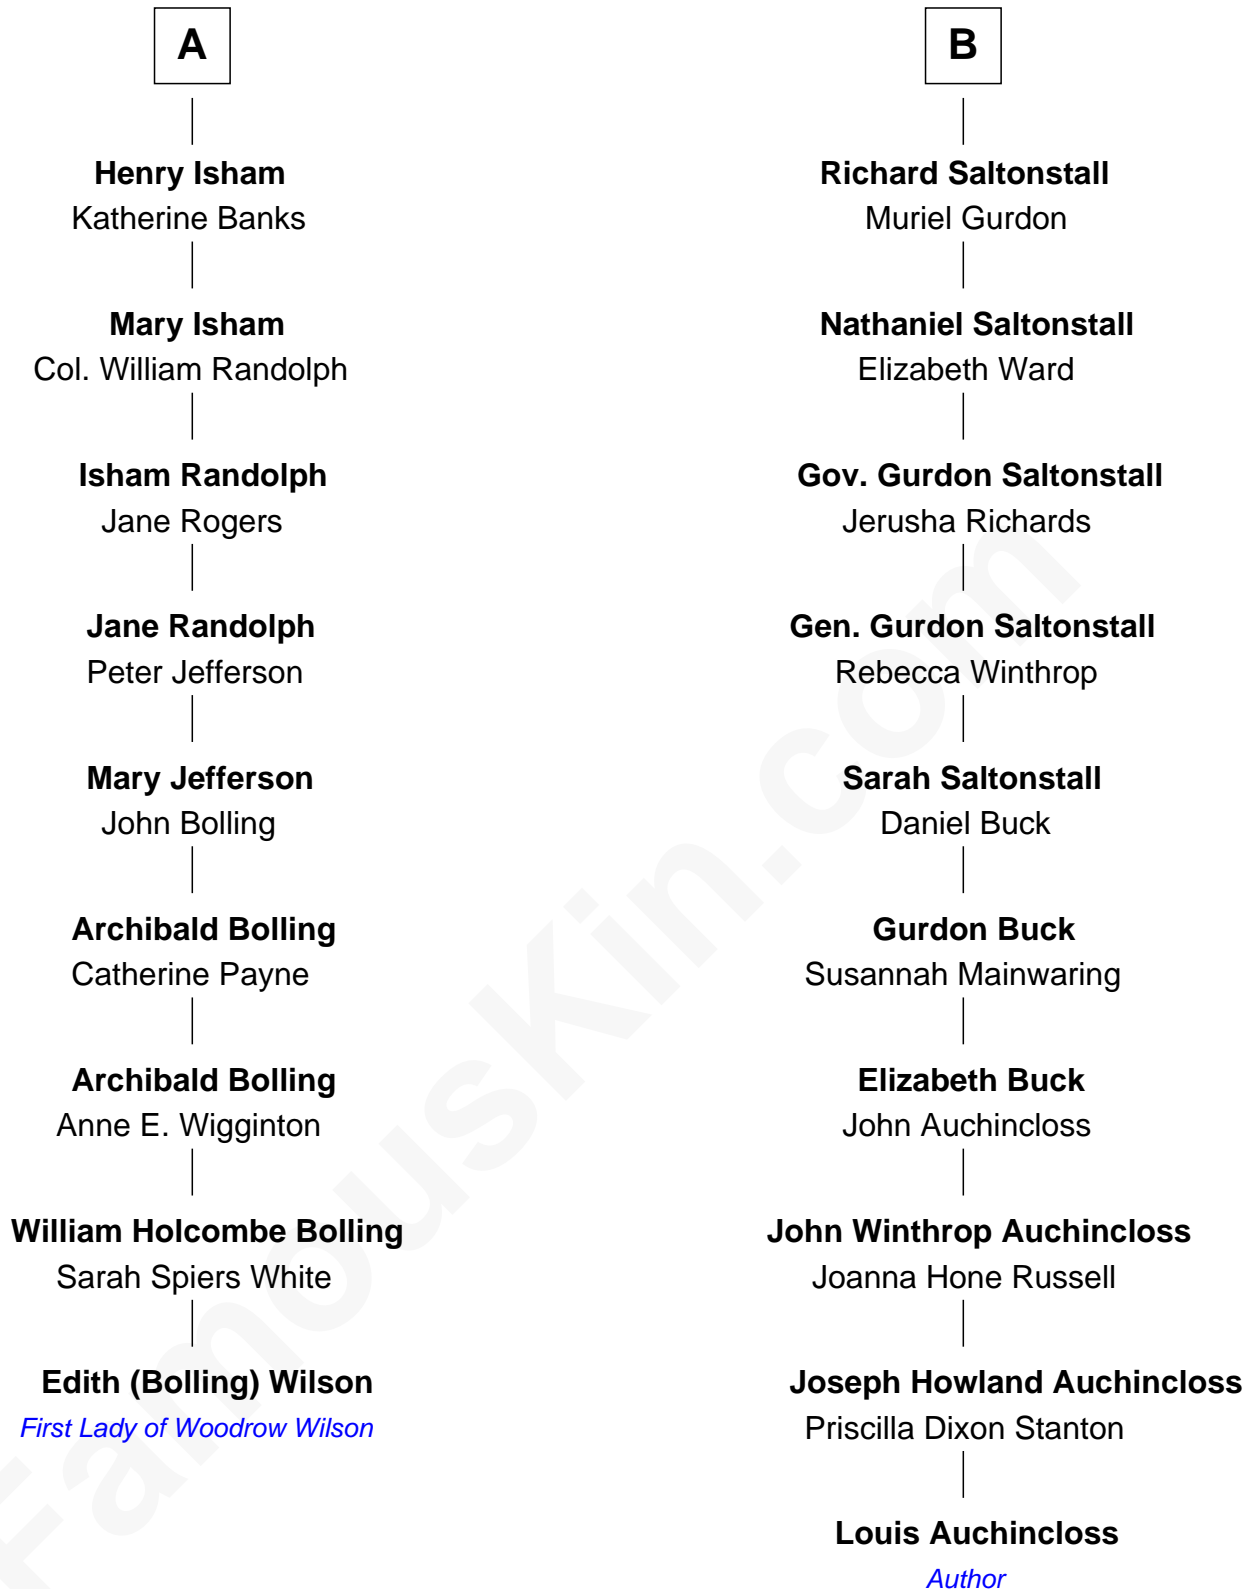 A
Henry Isham
Katherine Banks
Mary Isham
Col. William Randolph
Isham Randolph
Jane Rogers
Jane Randolph
Peter Jefferson
Mary Jefferson
John Bolling
Archibald Bolling
Catherine Payne
Archibald Bolling
Anne E. Wigginton
William Holcombe Bolling
Sarah Spiers White
Edith (Bolling) Wilson
First Lady of Woodrow Wilson
B
Richard Saltonstall
Muriel Gurdon
Nathaniel Saltonstall
Elizabeth Ward
Gov. Gurdon Saltonstall
Jerusha Richards
Gen. Gurdon Saltonstall
Rebecca Winthrop
Sarah Saltonstall
Daniel Buck
Gurdon Buck
Susannah Mainwaring
Elizabeth Buck
John Auchincloss
John Winthrop Auchincloss
Joanna Hone Russell
Joseph Howland Auchincloss
Priscilla Dixon Stanton
Louis Auchincloss
Author
FamousKin.com